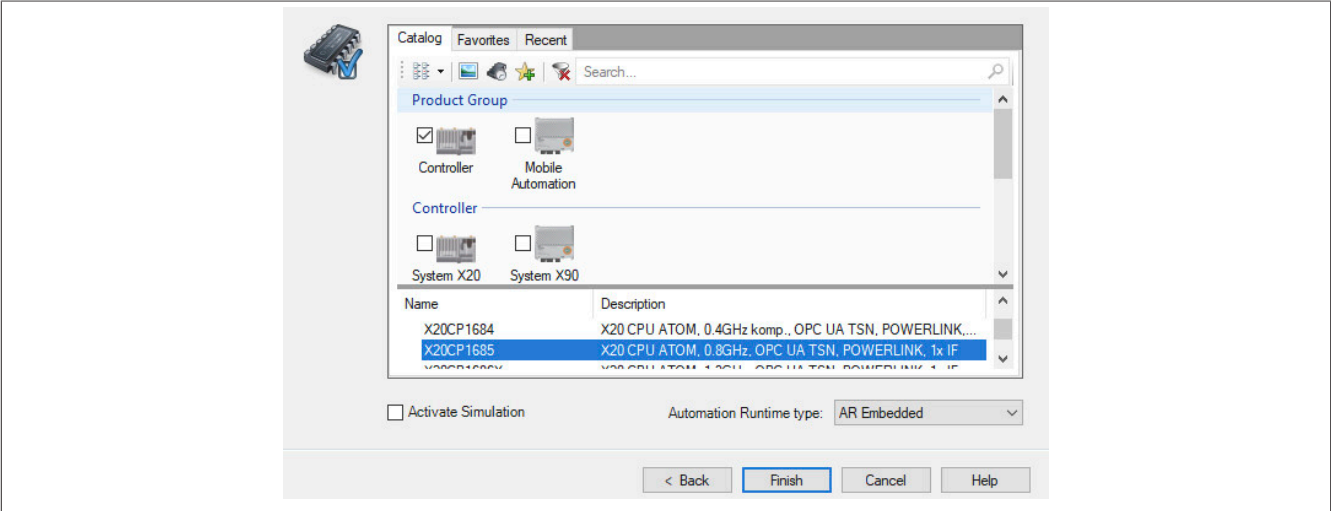 Catalog Favorites Recent
Search...
Product Group
Controller Mobile Automation
Controller
System X20 System X90
Name Description
X20CP1684 X20 CPU ATOM, 0.4GHz komp., OPC UA TSN, POWERLINK,...
X20CP1685 X20 CPU ATOM, 0.8GHz, OPC UA TSN, POWERLINK, 1x IF
Activate Simulation Automation Runtime type: AR Embedded
< Back Finish Cancel Help